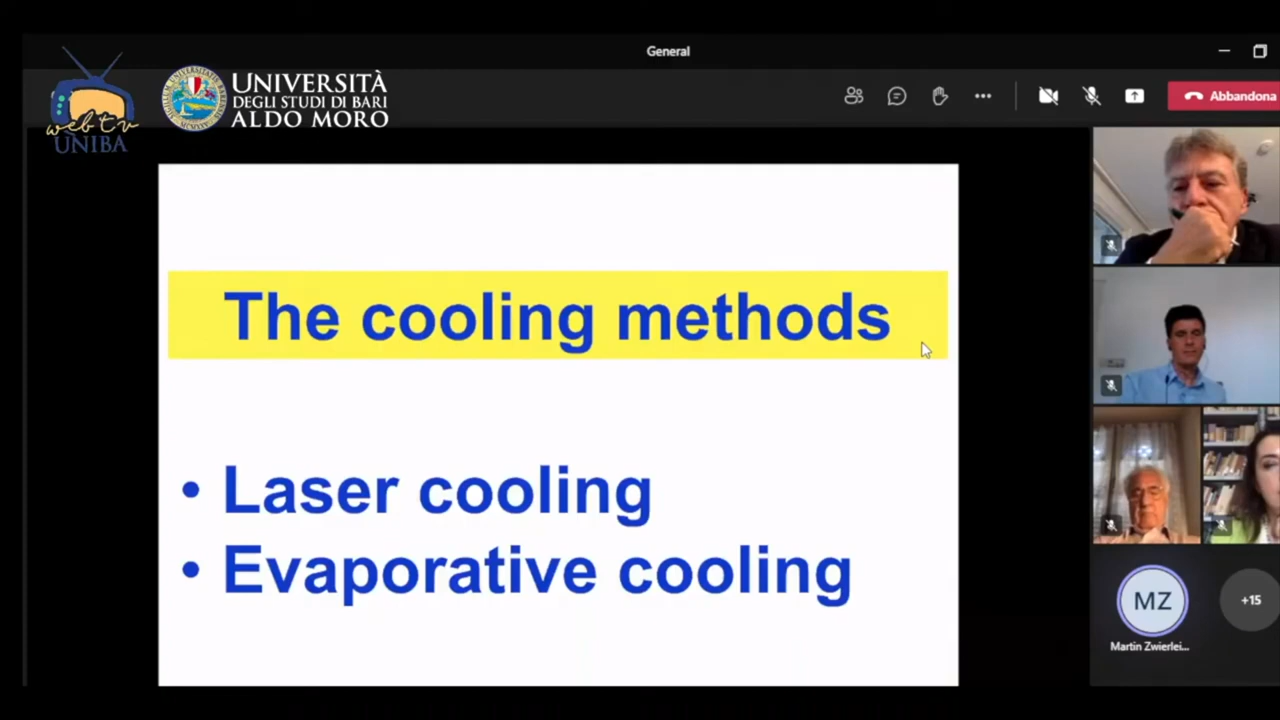 General
web tv
UNIBA
UNIVERSITÀ
DEGLI STUDI DI BARI
ALDO MORO
Abbandona
The cooling methods
• Laser cooling
• Evaporative cooling
MZ
+15
Martin Zwierlei...